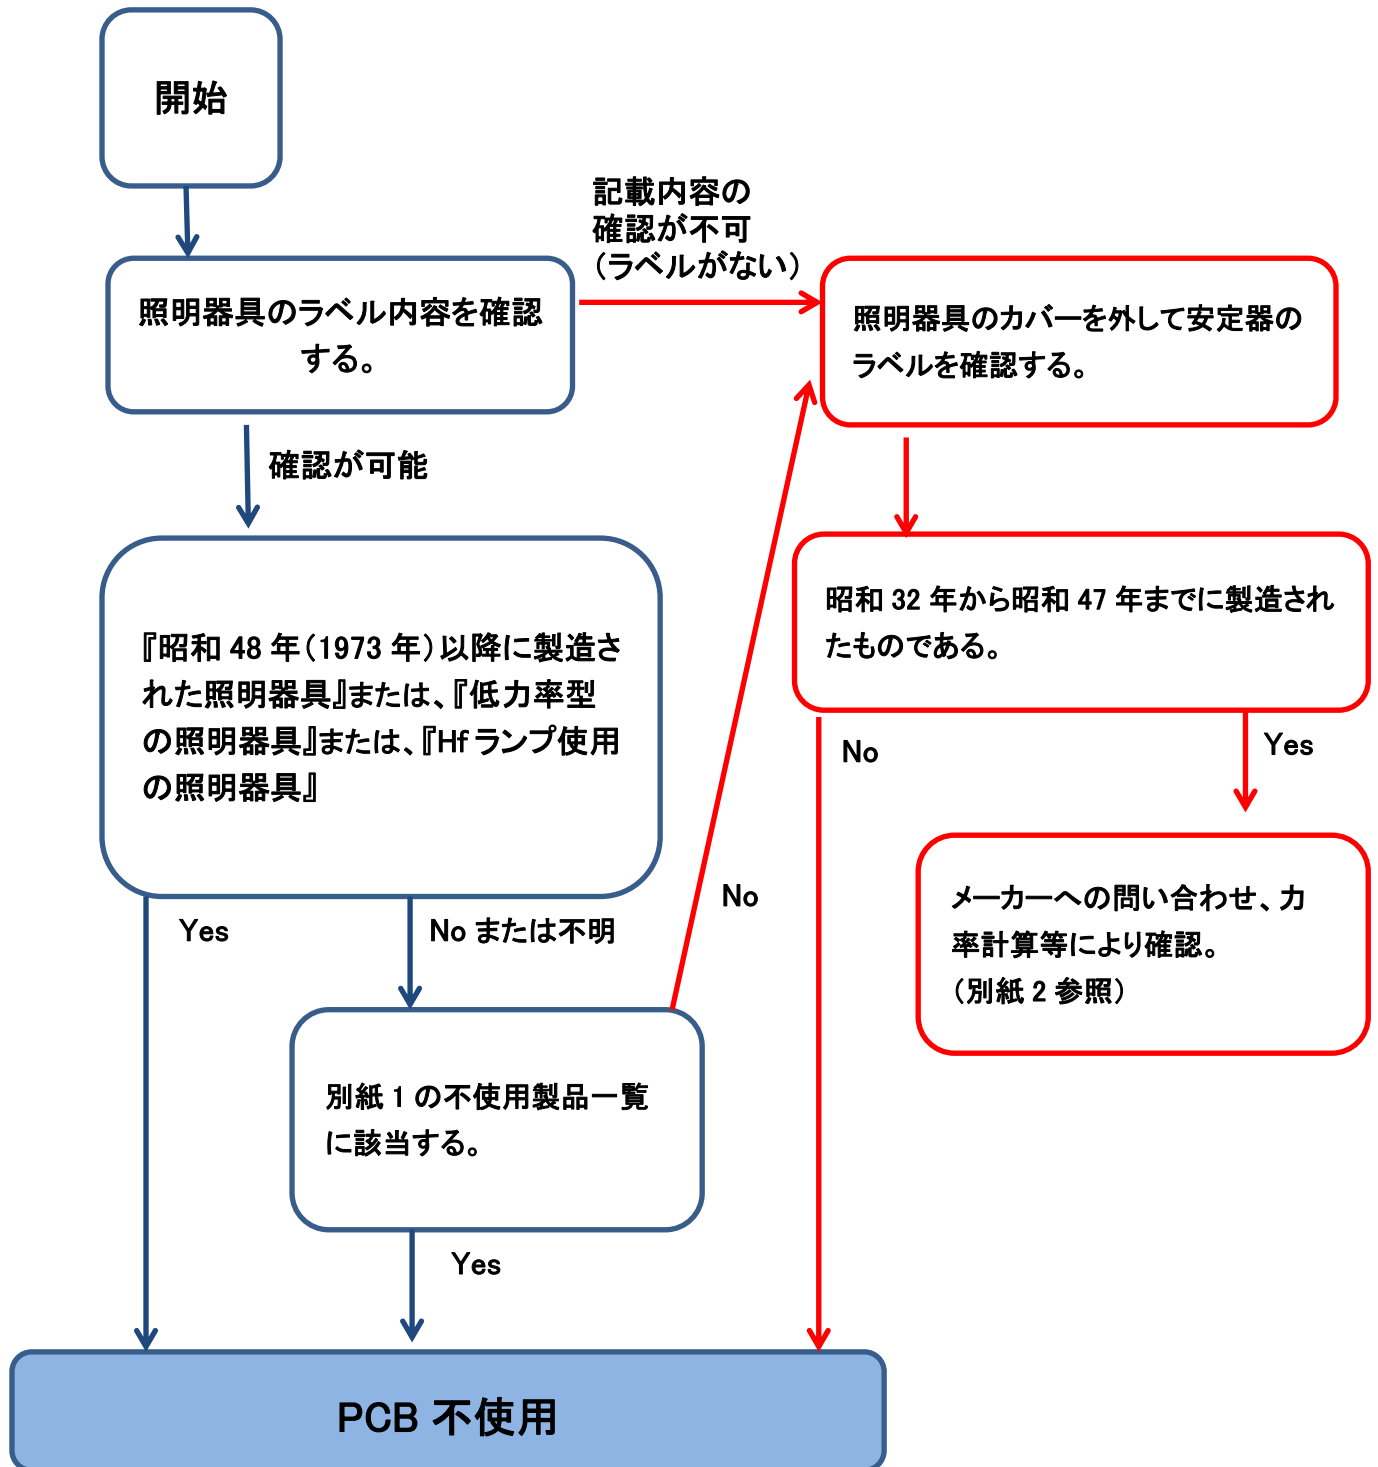 開始
記載内容の
確認が不可
（ラベルがない）
照明器具のラベル内容を確認
する。
照明器具のカバーを外して安定器の
ラベルを確認する。
確認が可能
『昭和 48 年（1973 年）以降に製造さ
れた照明器具』または、『低力率型
の照明器具』または、『Hf ランプ使用
の照明器具』
昭和 32 年から昭和 47 年までに製造され
たものである。
No
Yes
メーカーへの問い合わせ、力
率計算等により確認。
（別紙 2 参照）
No
Yes
No または不明
別紙 1 の不使用製品一覧
に該当する。
Yes
PCB 不使用